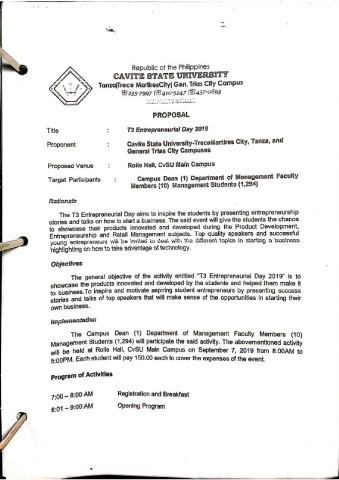 Republic of the Philippines
CAVITE STATE UNIVERSITY
Tanza|Trece Martires City| Gen. Trias City Campus
PROPOSAL
Title : T3 Entrepreneurial Day 2019
Proponent : Cavite State University-TreceMartires City, Tanza, and
General Trias City Campuses
Proposed Venue : Rolle Hall, CvSU Main Campus
Target Participants : Campus Dean (1) Department of Management Faculty
Members (10) Management Students (1,294)
Rationale
The T3 Entrepreneurial Day aims to inspire the students by presenting entrepreneurship
stories and talks on how to start a business. The said event will give the students the chance
to showcase their products innovated and developed during the Product Development,
Entrepreneurship and Retail Management subjects. Top quality speakers and successful
young entrepreneurs will be invited to deal with the different topics in starting a business
highlighting on how to take advantage of technology.
Objectives
The general objective of the activity entitled "T3 Entrepreneurial Day 2019" is to
showcase the products innovated and developed by the students and helped them make it
to business.To inspire and motivate aspiring student entrepreneurs by presenting success
stories and talks of top speakers that will make sense of the opportunities in starting their
own business.
Implementation
The Campus Dean (1) Department of Management Faculty Members (10)
Management Students (1,294) will participate the said activity. The abovementioned activity
will be held at Rolle Hall, CvSU Main Campus on September 7, 2019 from 8:00AM to
5:00PM. Each student will pay 150.00 each to cover the expenses of the event.
Program of Activities
7:00 – 8:00 AM Registration and Breakfast
8:01 – 9:00 AM Opening Program